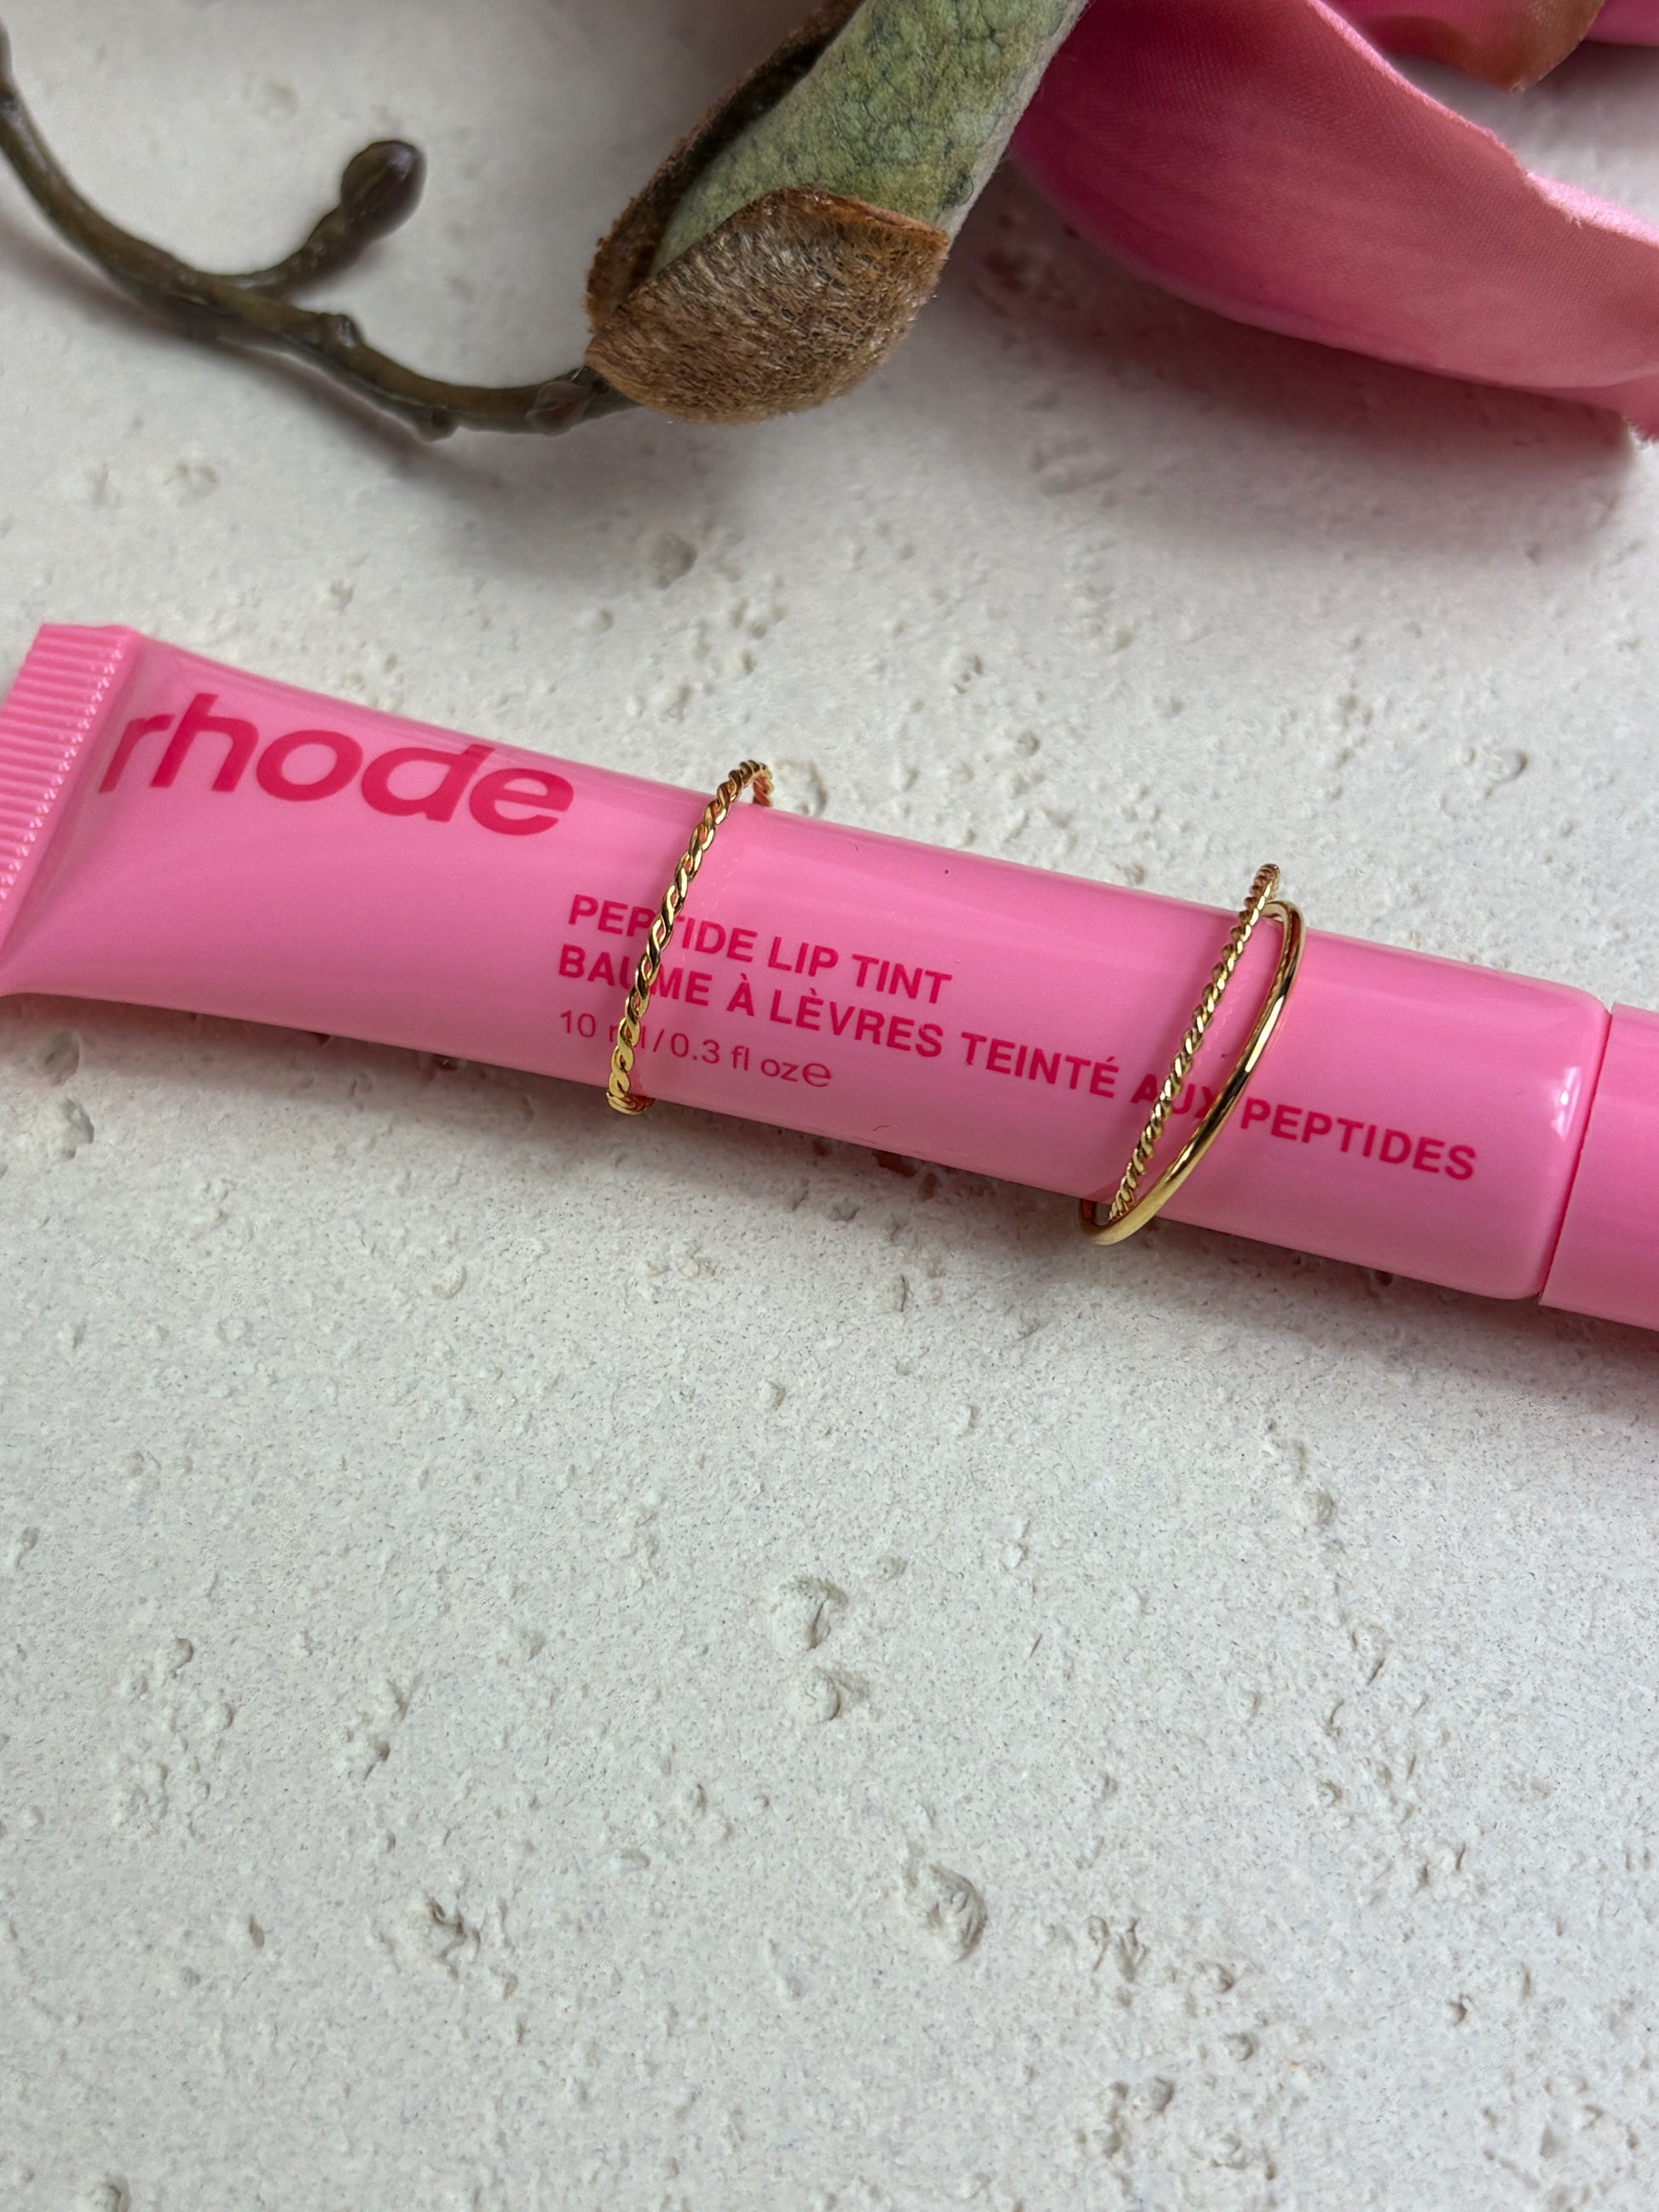 rhode
PEPTIDE LIP TINT
BAUME À LÈVRES TEINTÉ AUX PEPTIDES
10 ml/0.3 fl oz℮